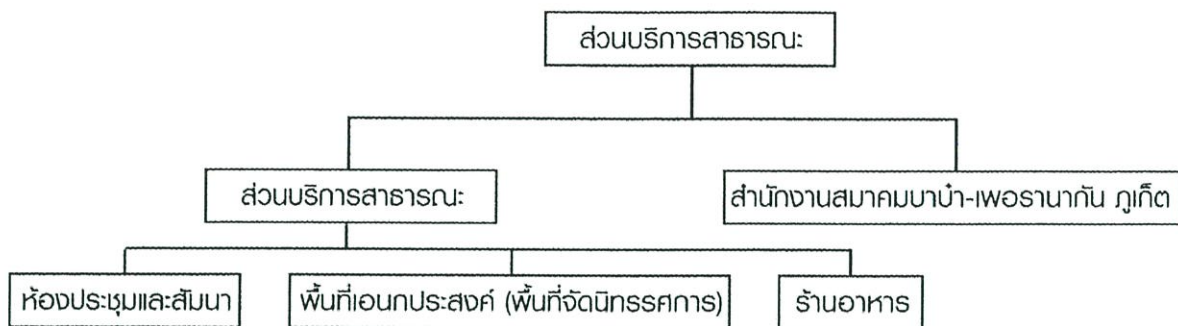 ส่วนบริการสาธารณะ
ส่วนบริการสาธารณะ
สำนักงานสมาคมบาบ๋า-เพอรานากัน ภูเก็ต
ห้องประชุมและสัมนา
พื้นที่เอนกประสงค์ (พื้นที่จัดนิทรรศการ)
ร้านอาหาร